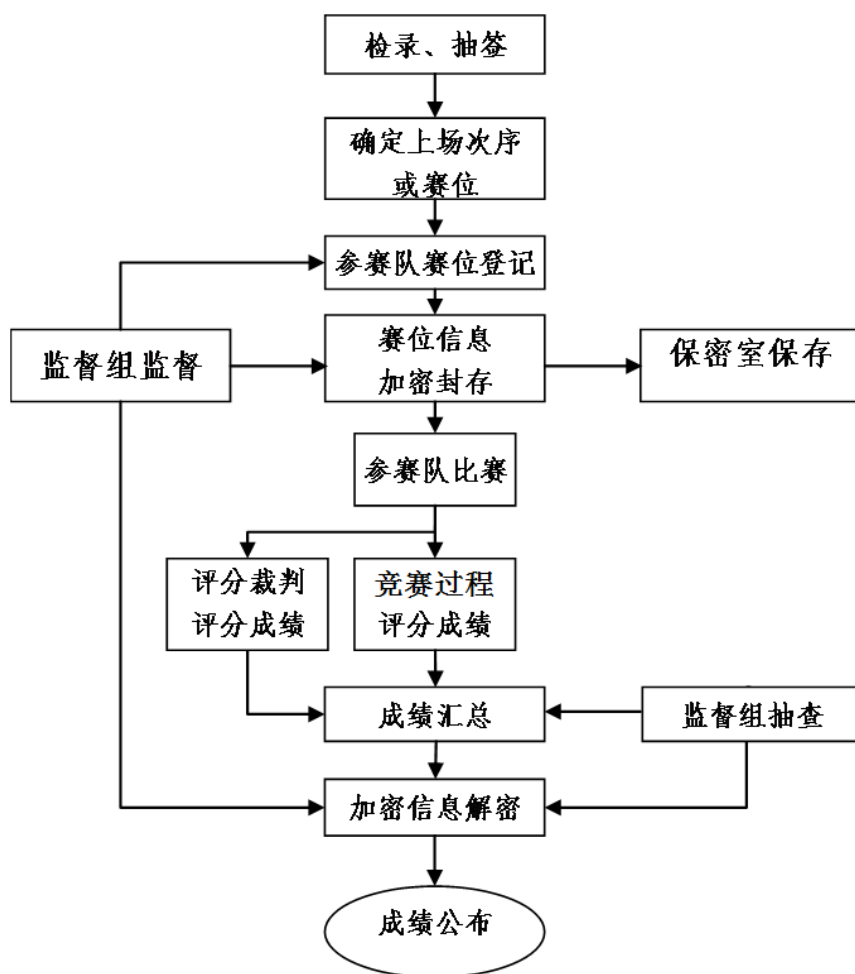 检录、抽签
确定上场次序
或赛位
参赛队赛位登记
监督组监督
赛位信息
加密封存
保密室保存
参赛队比赛
评分裁判
评分成绩
竞赛过程
评分成绩
成绩汇总
监督组抽查
加密信息解密
成绩公布